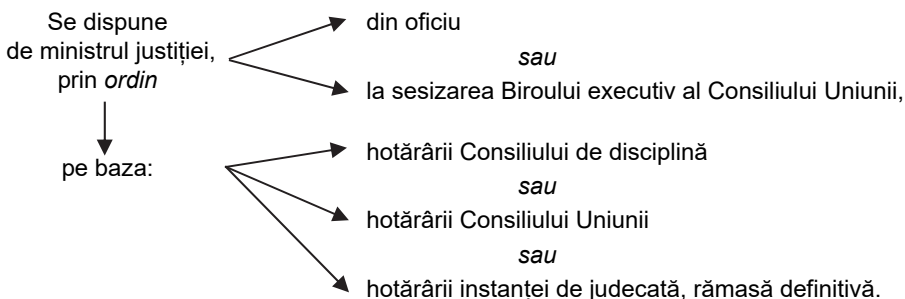 Se dispune
de ministrul justiției,
prin ordin
din oficiu
sau
la sesizarea Biroului executiv al Consiliului Uniunii,
pe baza:
hotărârii Consiliului de disciplină
sau
hotărârii Consiliului Uniunii
sau
hotărârii instanței de judecată, rămasă definitivă.